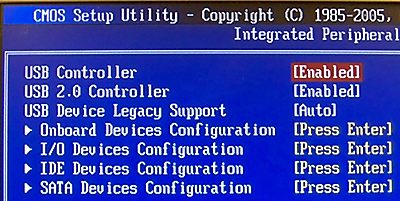 CMOS Setup Utility - Copyright (C) 1985-2005,
Integrated Peripheral
USB Controller [Enabled]
USB 2.0 Controller [Enabled]
USB Device Legacy Support [Auto]
▶ Onboard Devices Configuration [Press Enter]
▶ I/O Devices Configuration [Press Enter]
▶ IDE Devices Configuration [Press Enter]
▶ SATA Devices Configuration [Press Enter]